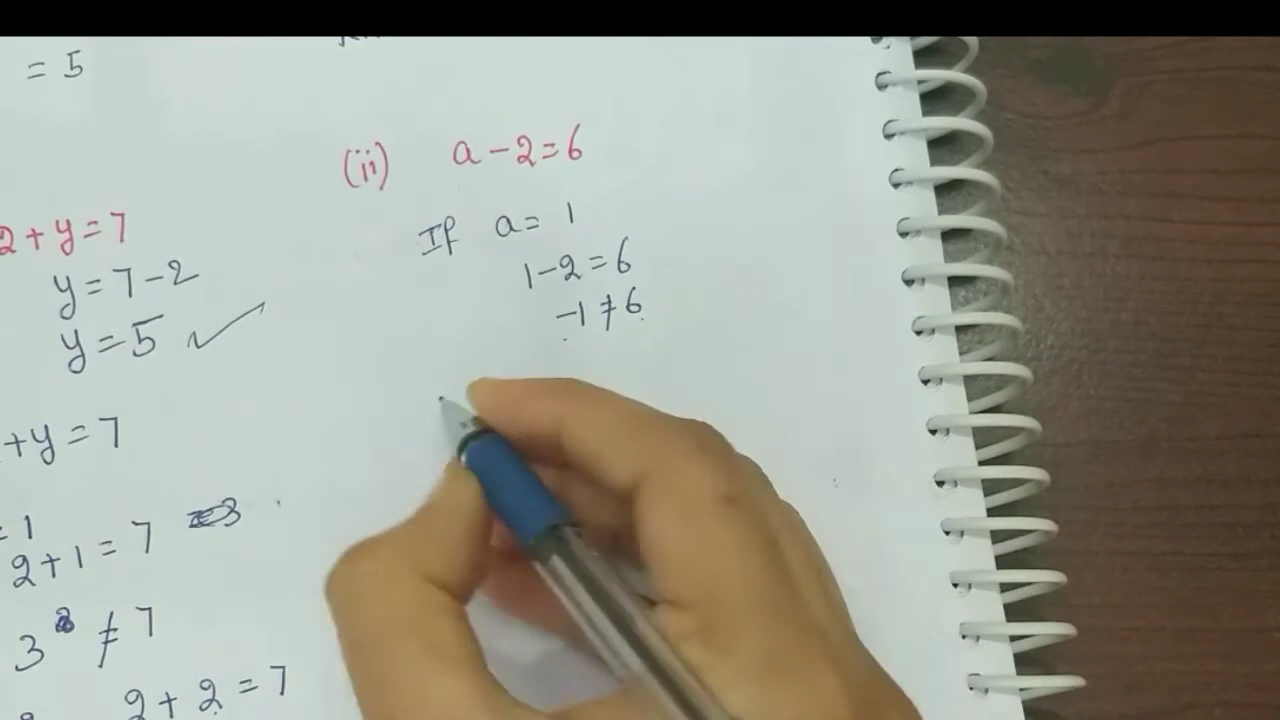 = 5
2 + y = 7
y = 7 - 2
y = 5 ✓
+ y = 7
= 1
2 + 1 = 7
3 ≠ 7
2 + 2 = 7
(ii) a - 2 = 6
If a = 1
1 - 2 = 6
-1 ≠ 6